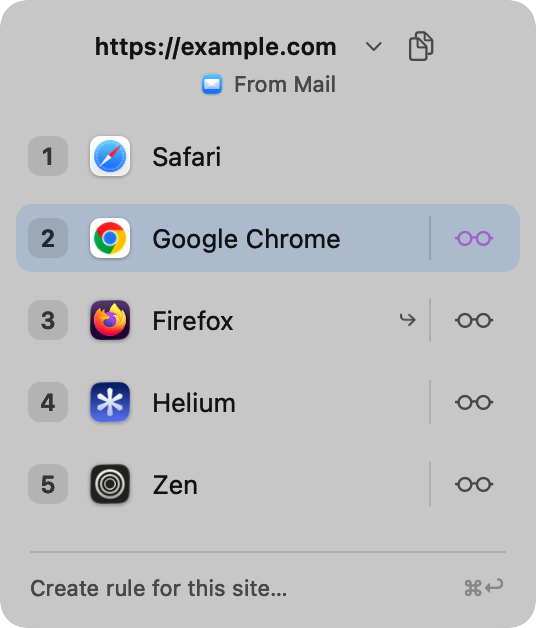 https://example.com
From Mail
1 Safari
2 Google Chrome
3 Firefox
4 Helium
5 Zen
Create rule for this site... ⌘↩